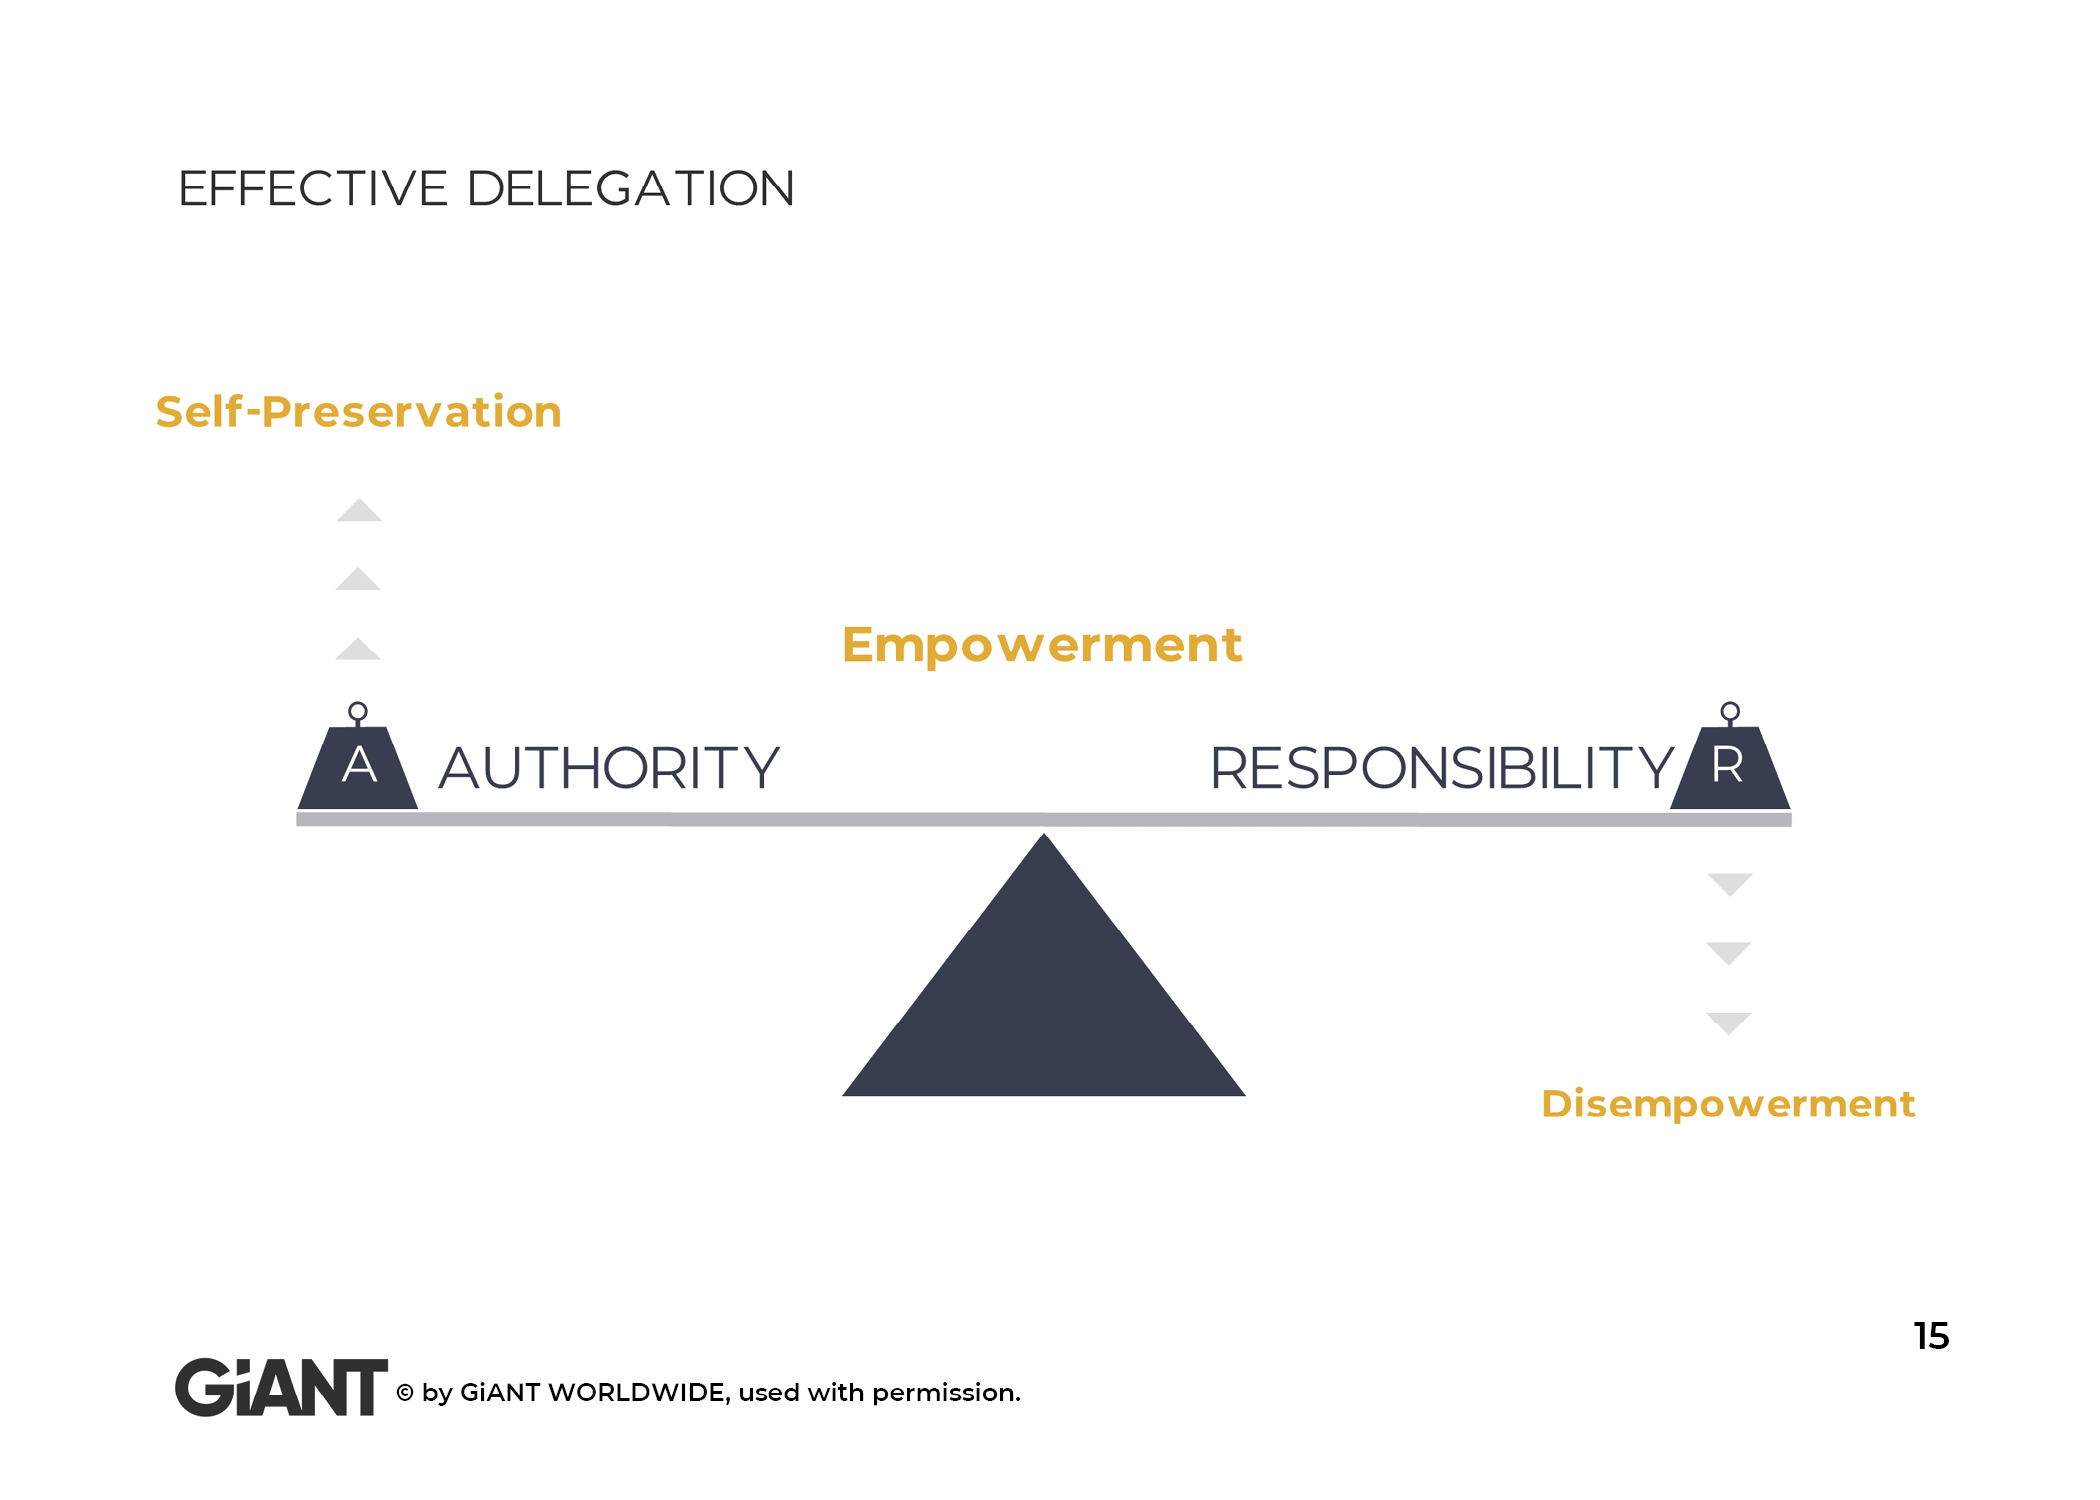 EFFECTIVE DELEGATION
Self-Preservation
Empowerment
A AUTHORITY RESPONSIBILITY R
Disempowerment
15
GiANT © by GiANT WORLDWIDE, used with permission.